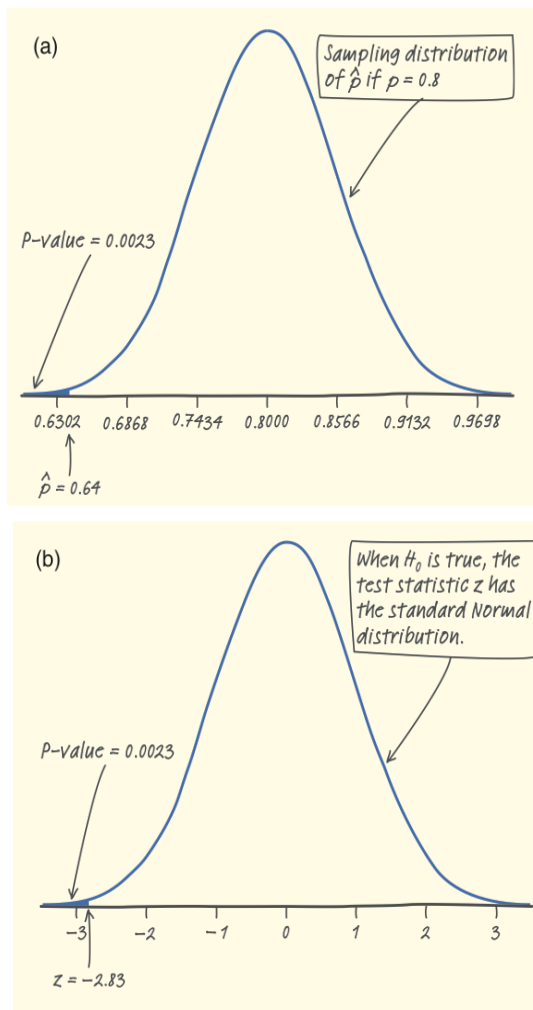 (a)
Sampling distribution
of p̂ if p = 0.8
P-value = 0.0023
0.6302 0.6868 0.7434 0.8000 0.8566 0.9132 0.9698
p̂ = 0.64
(b)
When H₀ is true, the
test statistic z has
the standard Normal
distribution.
P-value = 0.0023
-3 -2 -1 0 1 2 3
z = -2.83